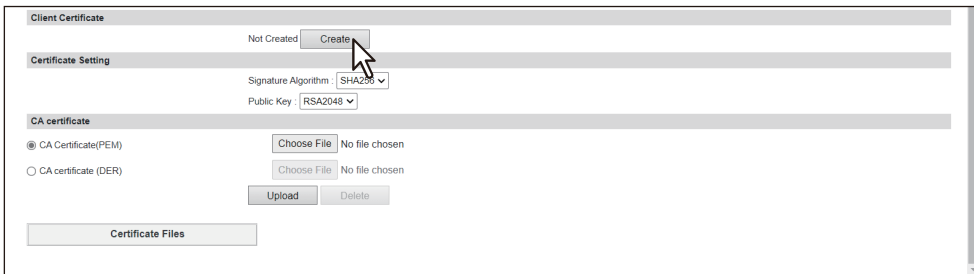 Client Certificate
Not Created Create
Certificate Setting
Signature Algorithm : SHA256
Public Key : RSA2048
CA certificate
CA Certificate(PEM) Choose File No file chosen
CA certificate (DER) Choose File No file chosen
Upload Delete
Certificate Files